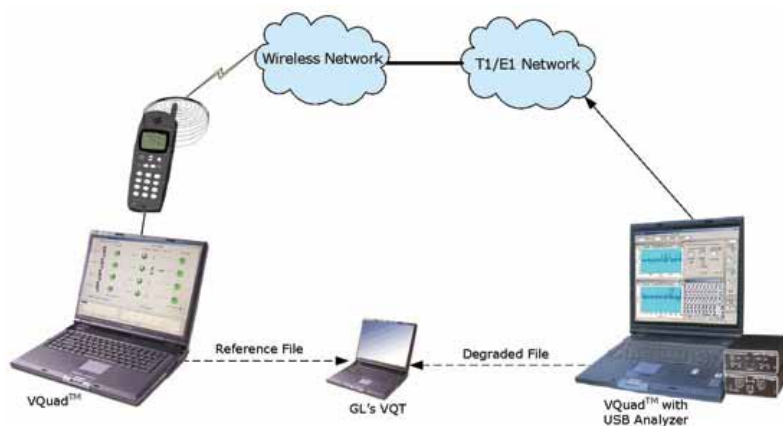 Wireless Network
T1/E1 Network
Reference File
Degraded File
VQuad™
GL's VQT
VQuad™ with
USB Analyzer